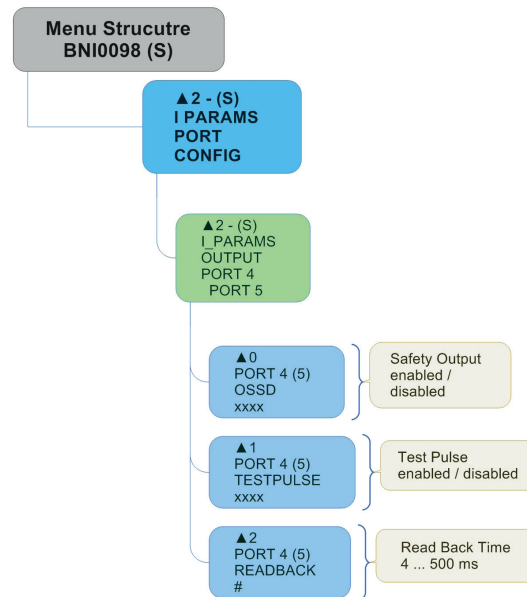 Menu Strucutre
BNI0098 (S)
▲2 - (S)
I PARAMS
PORT
CONFIG
▲2 - (S)
I_PARAMS
OUTPUT
PORT 4
PORT 5
▲0
PORT 4 (5)
OSSD
xxxx
Safety Output
enabled /
disabled
▲1
PORT 4 (5)
TESTPULSE
xxxx
Test Pulse
enabled / disabled
▲2
PORT 4 (5)
READBACK
#
Read Back Time
4 ... 500 ms